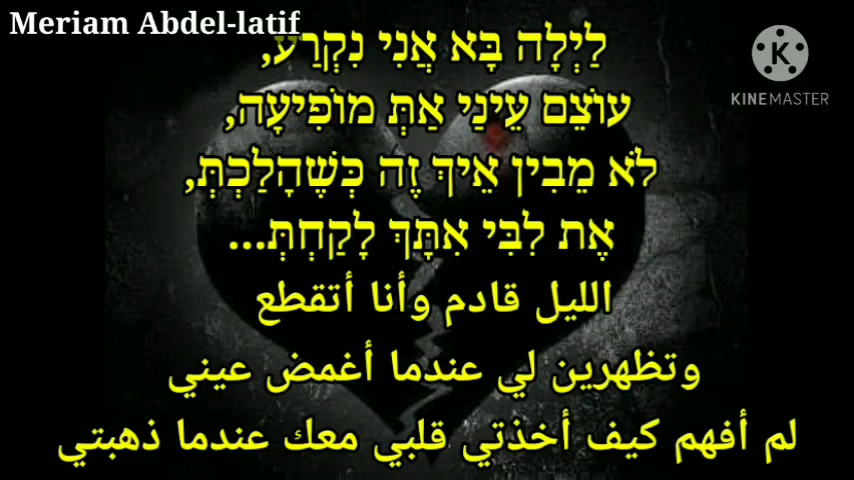 Meriam Abdel-latif
KINEMASTER
לַיְלָה בָּא אֲנִי נִקְרַע,
עוֹצֵם עֵינַי אַתְּ מוֹפִיעָה,
לֹא מֵבִין אֵיךְ זֶה כְּשֶׁהָלַכְתְּ,
אֶת לִבִּי אִתָּךְ לָקַחְתְּ...
الليل قادم وأنا أتقطع
وتظهرين لي عندما أغمض عيني
لم أفهم كيف أخذتي قلبي معك عندما ذهبتي